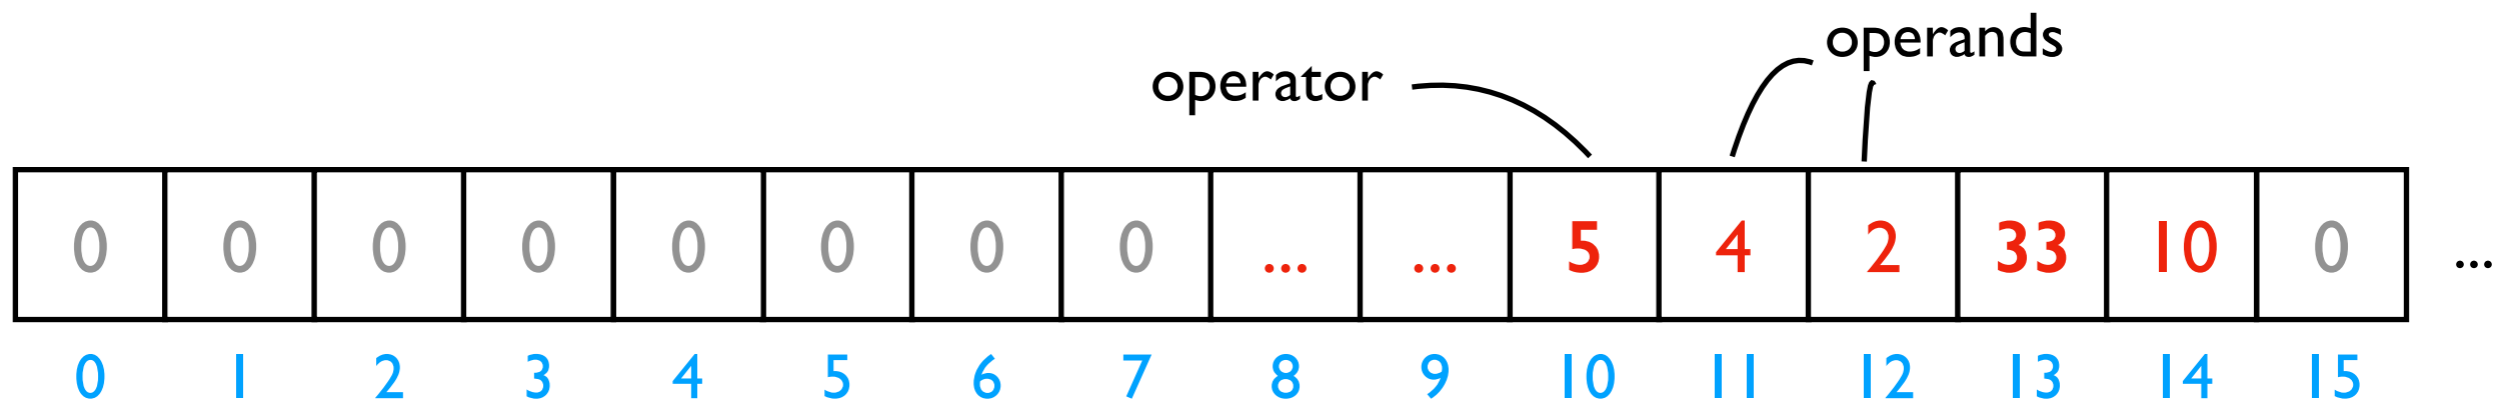 operands
operator
0 0 0 0 0 0 0 0 ... ... 5 4 2 33 10 0 ...
0 1 2 3 4 5 6 7 8 9 10 11 12 13 14 15